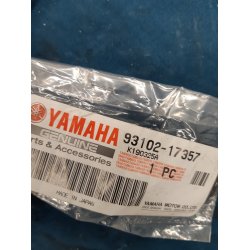 YAMAHA 93102-17357
GENUINE K190325A
Parts & Accessories 1 PC
MADE IN JAPAN
YAMAHA MOTOR CO., LTD.